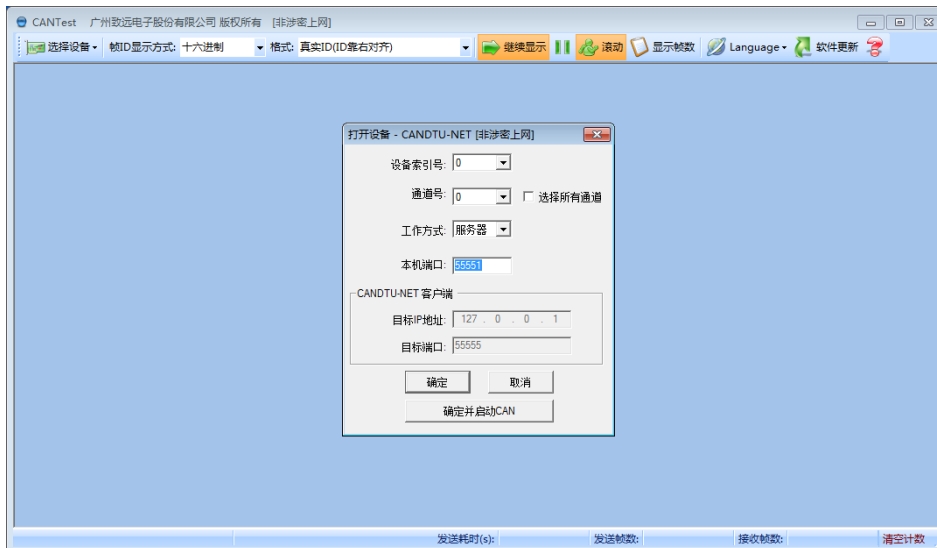 CANTest 广州致远电子股份有限公司 版权所有 [非涉密上网]
选择设备 帧ID显示方式: 十六进制 格式: 真实ID(ID靠右对齐) 继续显示 滚动 显示帧数 Language 软件更新
打开设备 - CANDTU-NET [非涉密上网]
设备索引号: 0
通道号: 0 选择所有通道
工作方式: 服务器
本机端口: 55551
CANDTU-NET 客户端
目标IP地址: 127 . 0 . 0 . 1
目标端口: 55555
确定 取消
确定并启动CAN
发送耗时(s): 发送帧数: 接收帧数: 清空计数